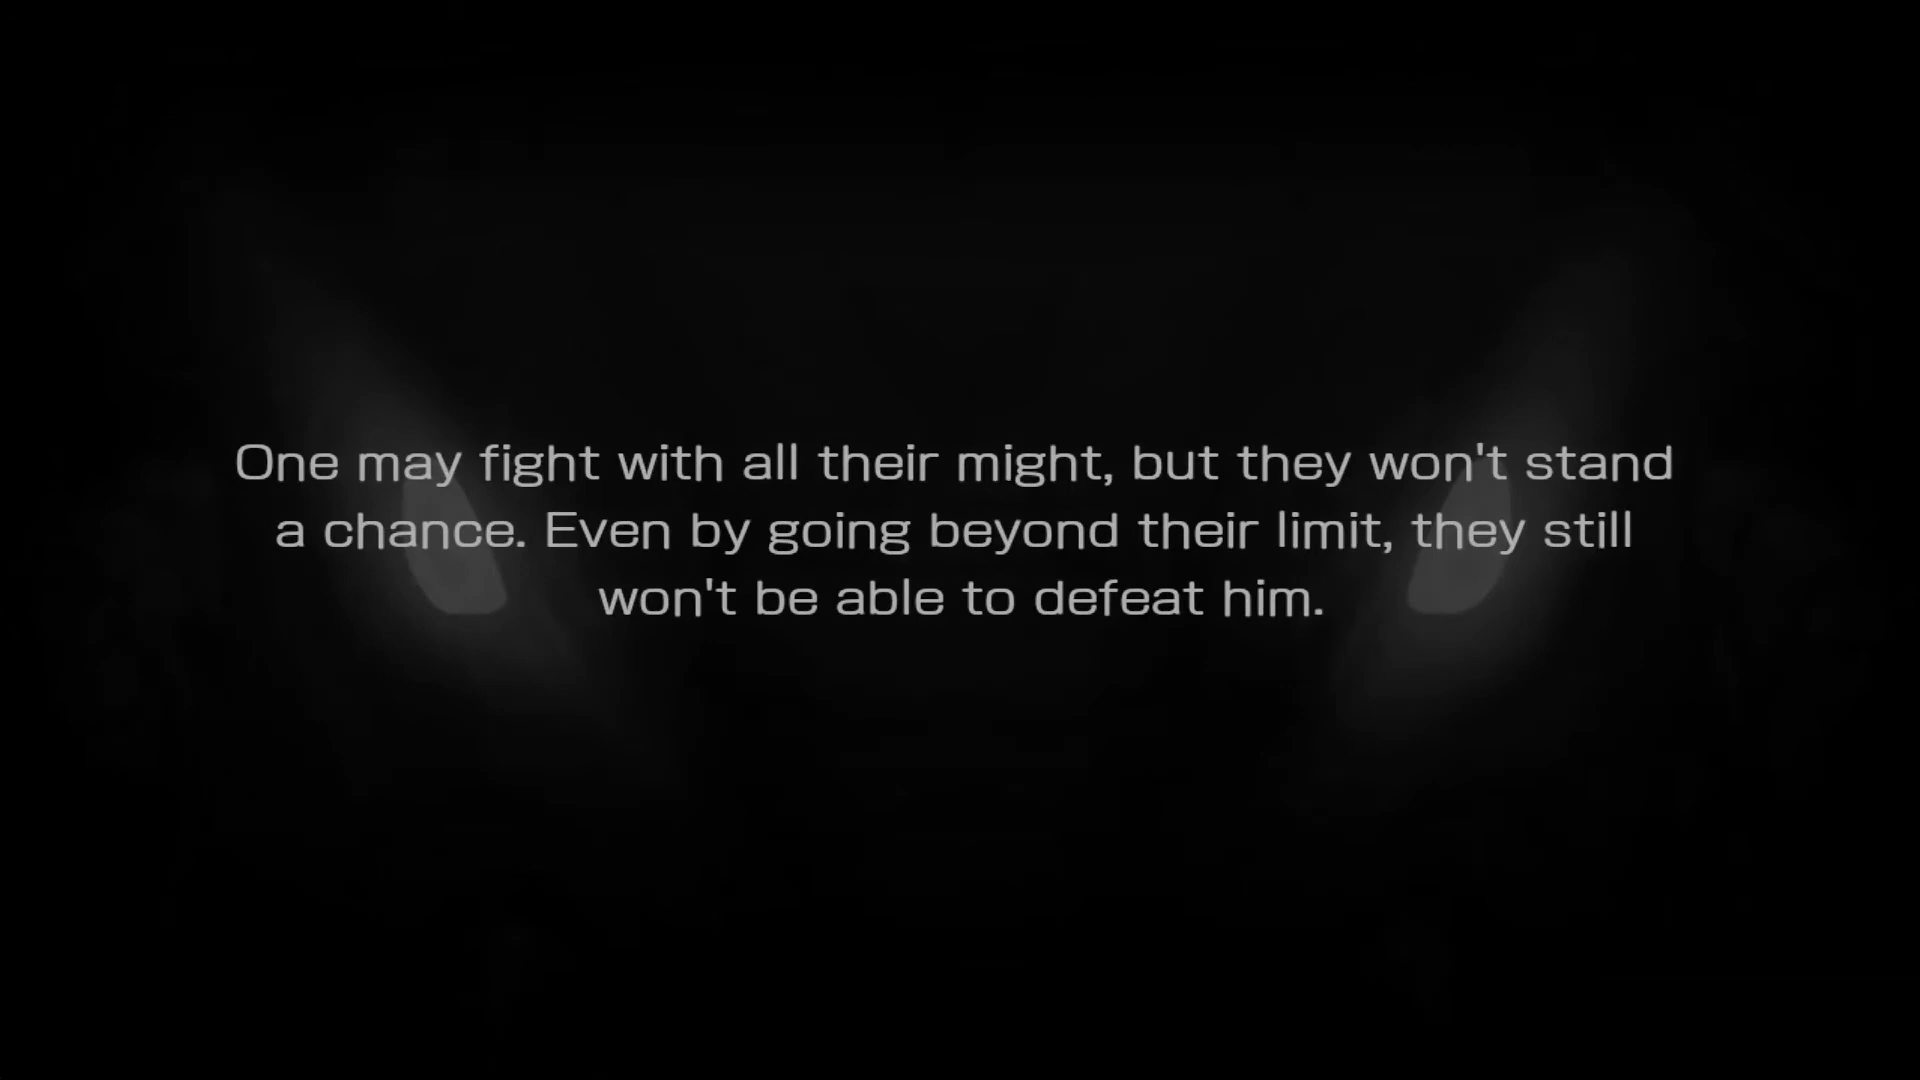 One may fight with all their might, but they won't stand
a chance. Even by going beyond their limit, they still
won't be able to defeat him.